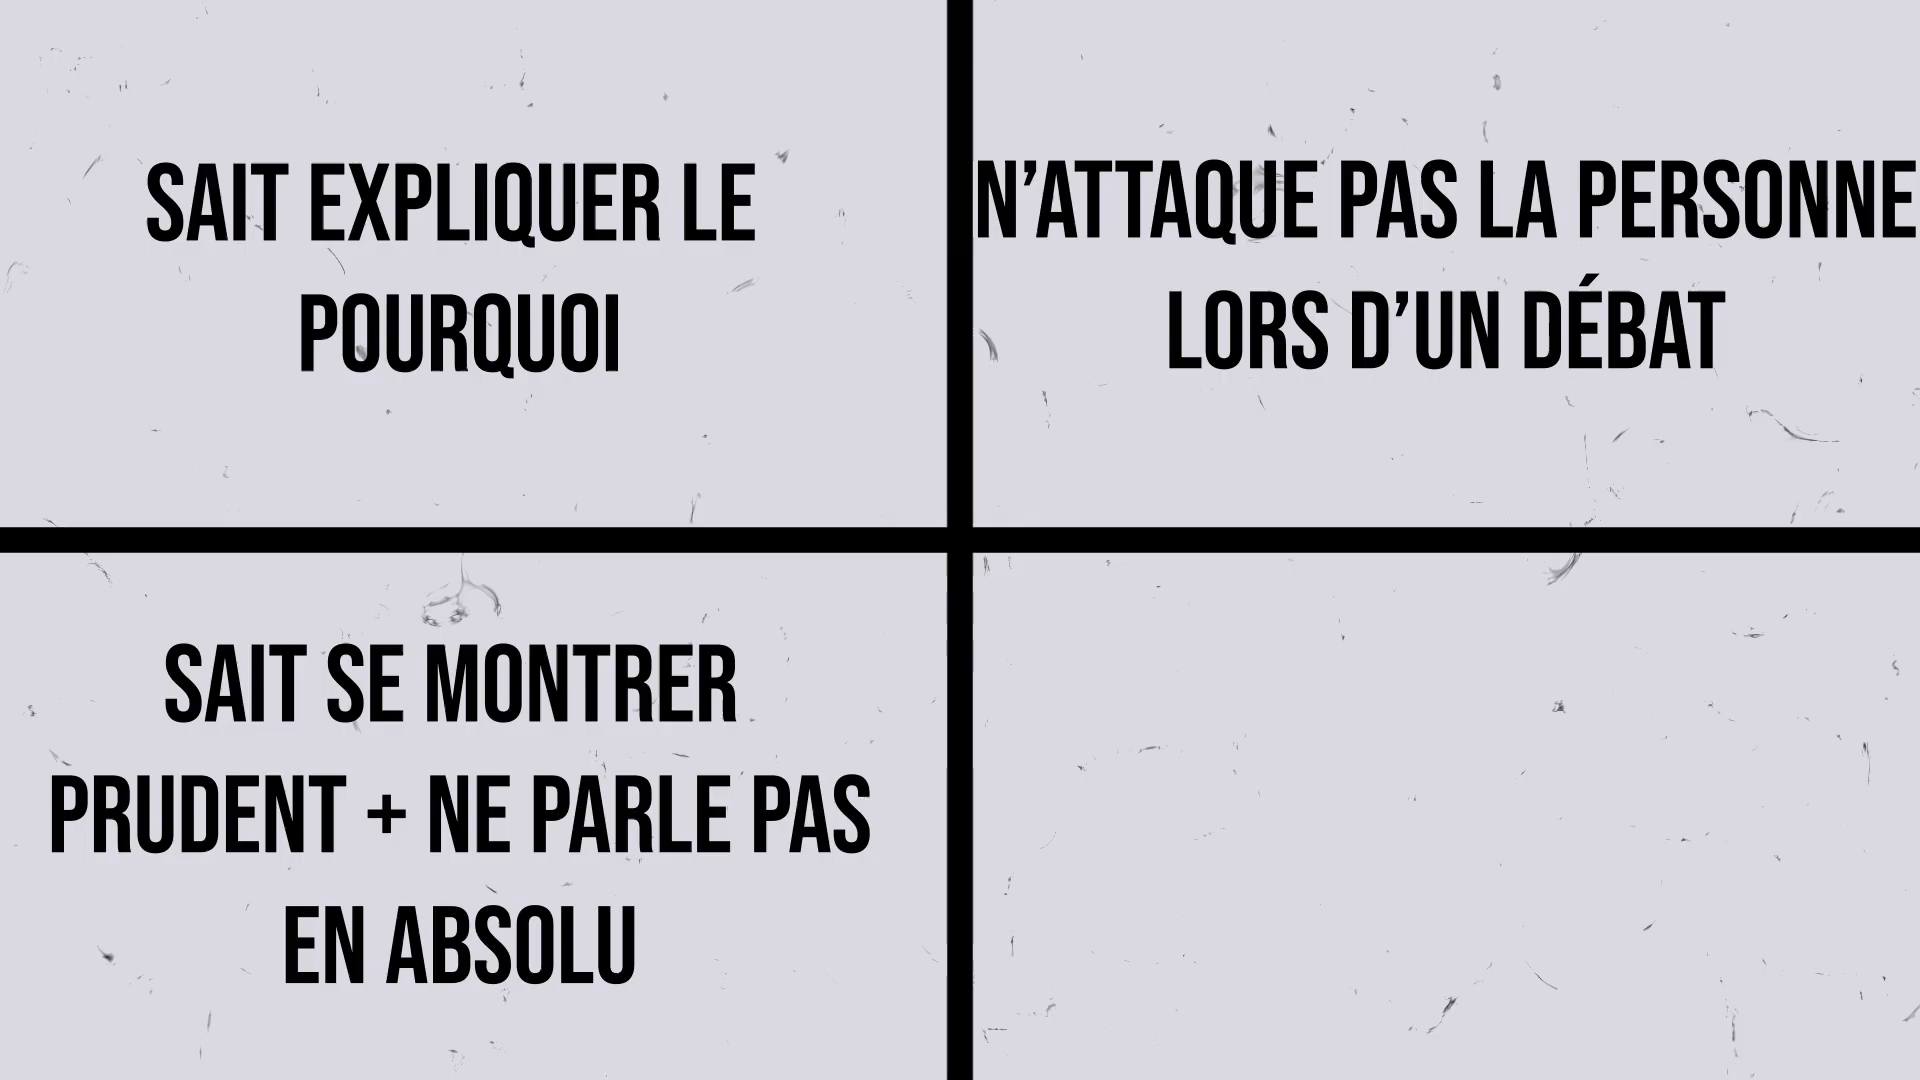 SAIT EXPLIQUER LE
POURQUOI
N’ATTAQUE PAS LA PERSONNE
LORS D’UN DÉBAT
SAIT SE MONTRER
PRUDENT + NE PARLE PAS
EN ABSOLU